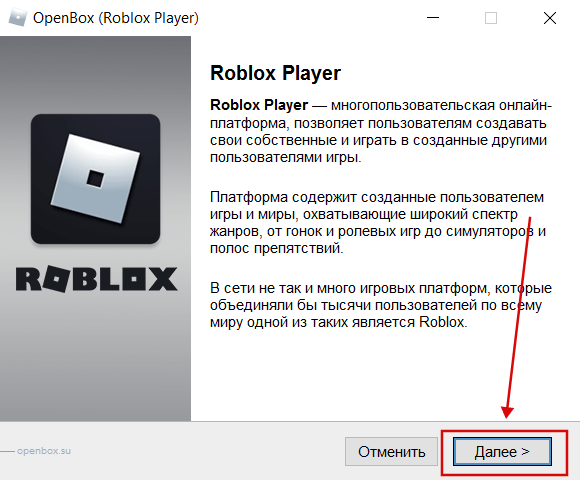 OpenBox (Roblox Player)
Roblox Player
Roblox Player — многопользовательская онлайн-
платформа, позволяет пользователям создавать
свои собственные и играть в созданные другими
пользователями игры.
Платформа содержит созданные пользователем
игры и миры, охватывающие широкий спектр
жанров, от гонок и ролевых игр до симуляторов и
полос препятствий.
В сети не так и много игровых платформ, которые
объединяли бы тысячи пользователей по всему
миру одной из таких является Roblox.
ROBLOX
openbox.su
Отменить
Далее >